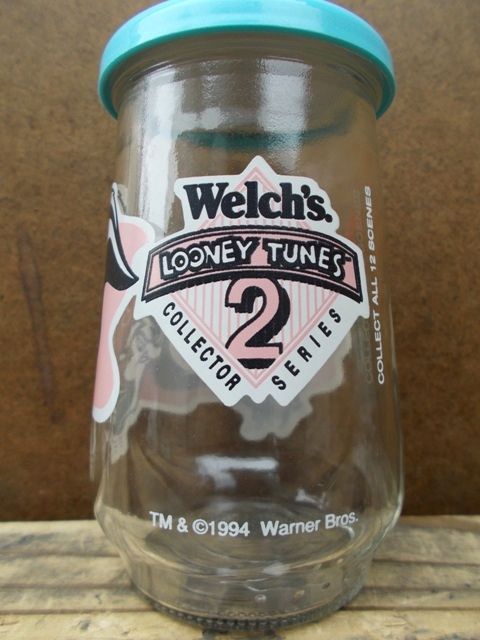 Welch's.
LOONEY TUNES
2
COLLECTOR SERIES
COLLECT ALL 12 SCENES
TM & ©1994 Warner Bros.